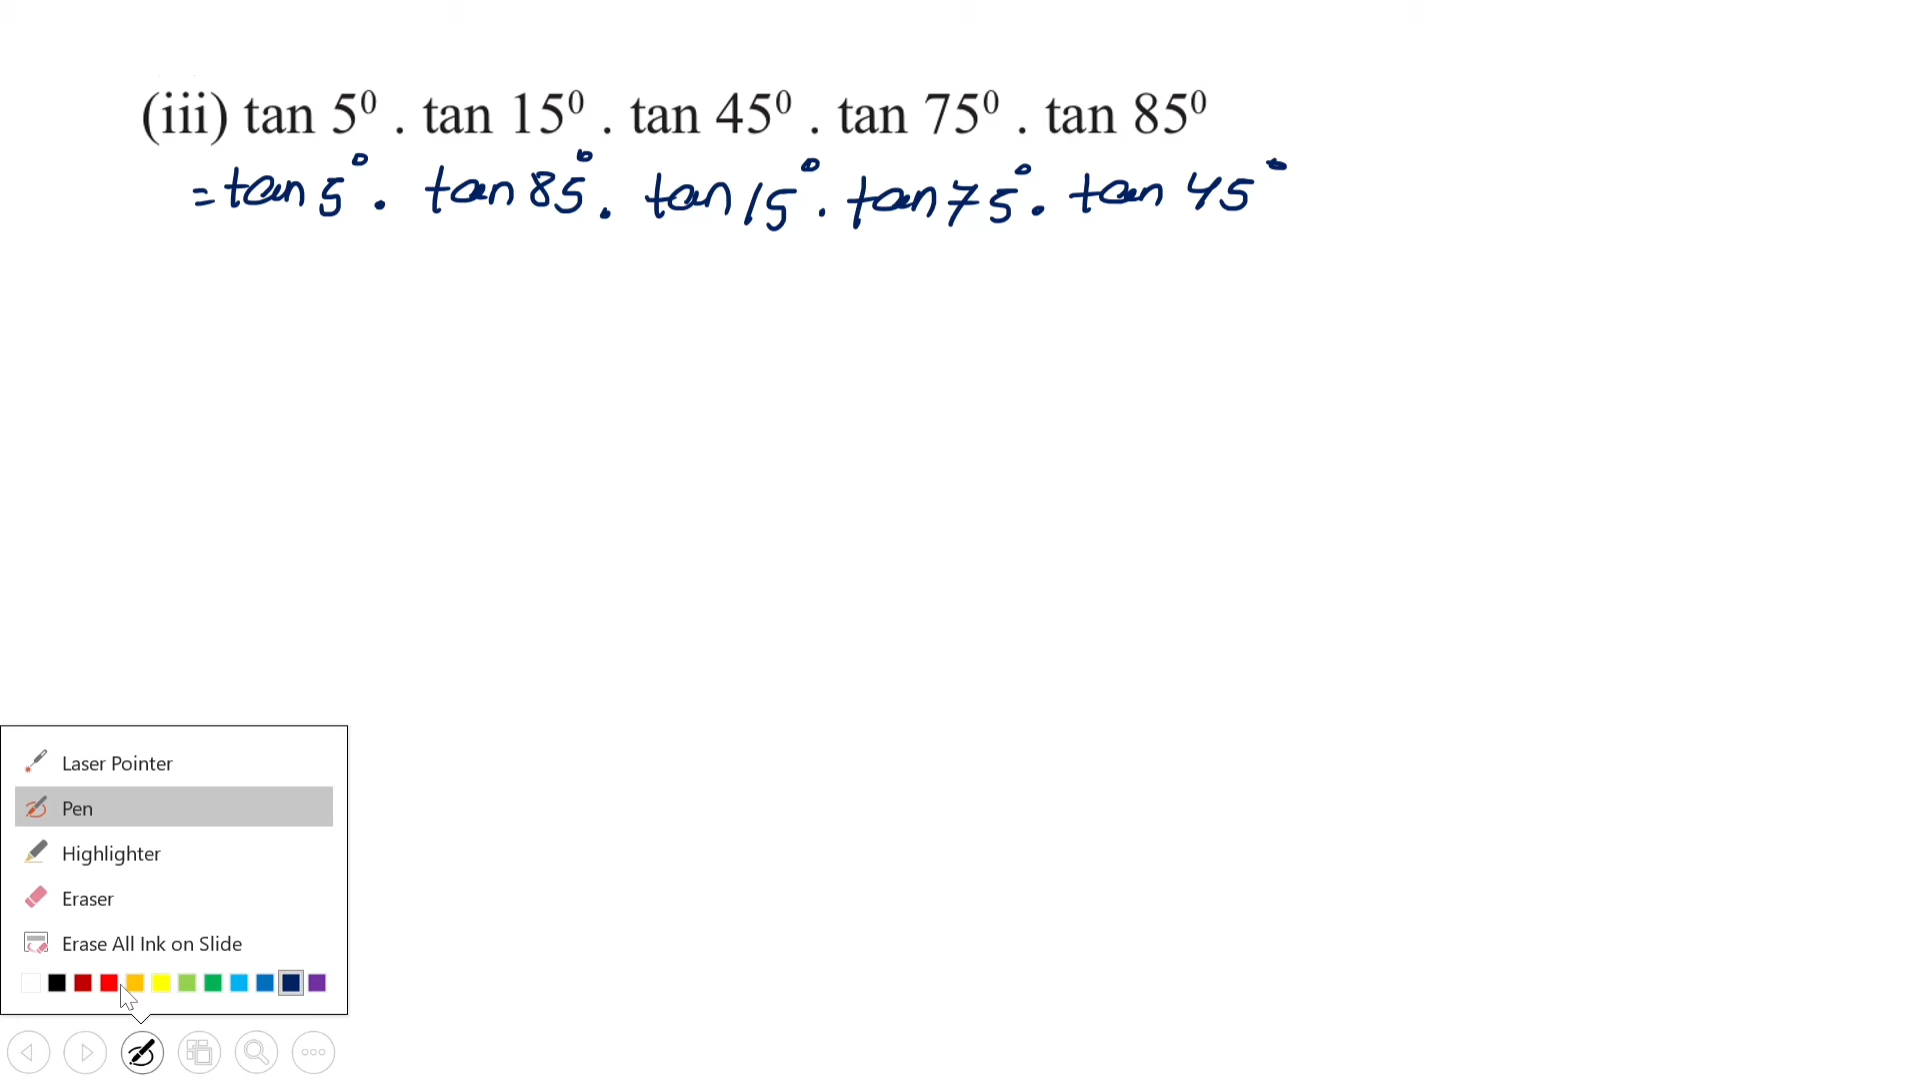 (iii) tan 5⁰ . tan 15⁰ . tan 45⁰ . tan 75⁰ . tan 85⁰
= tan 5° . tan 85° . tan 15° . tan 75° . tan 45°
Laser Pointer
Pen
Highlighter
Eraser
Erase All Ink on Slide